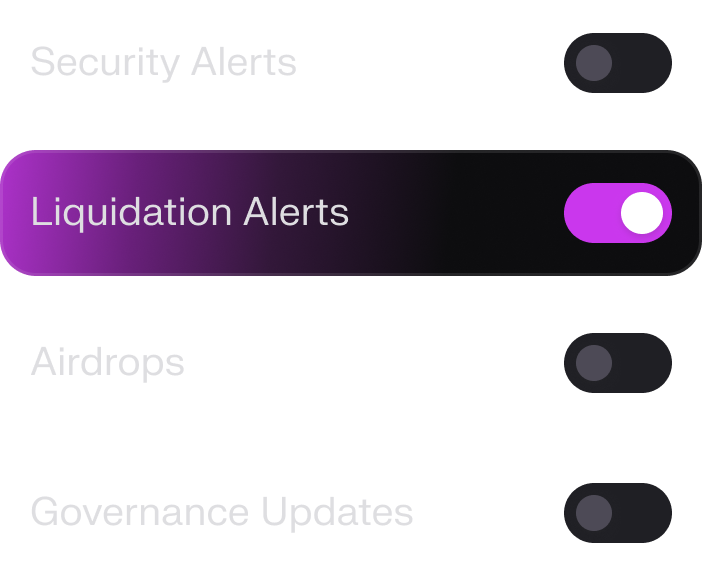 Security Alerts
Liquidation Alerts
Airdrops
Governance Updates